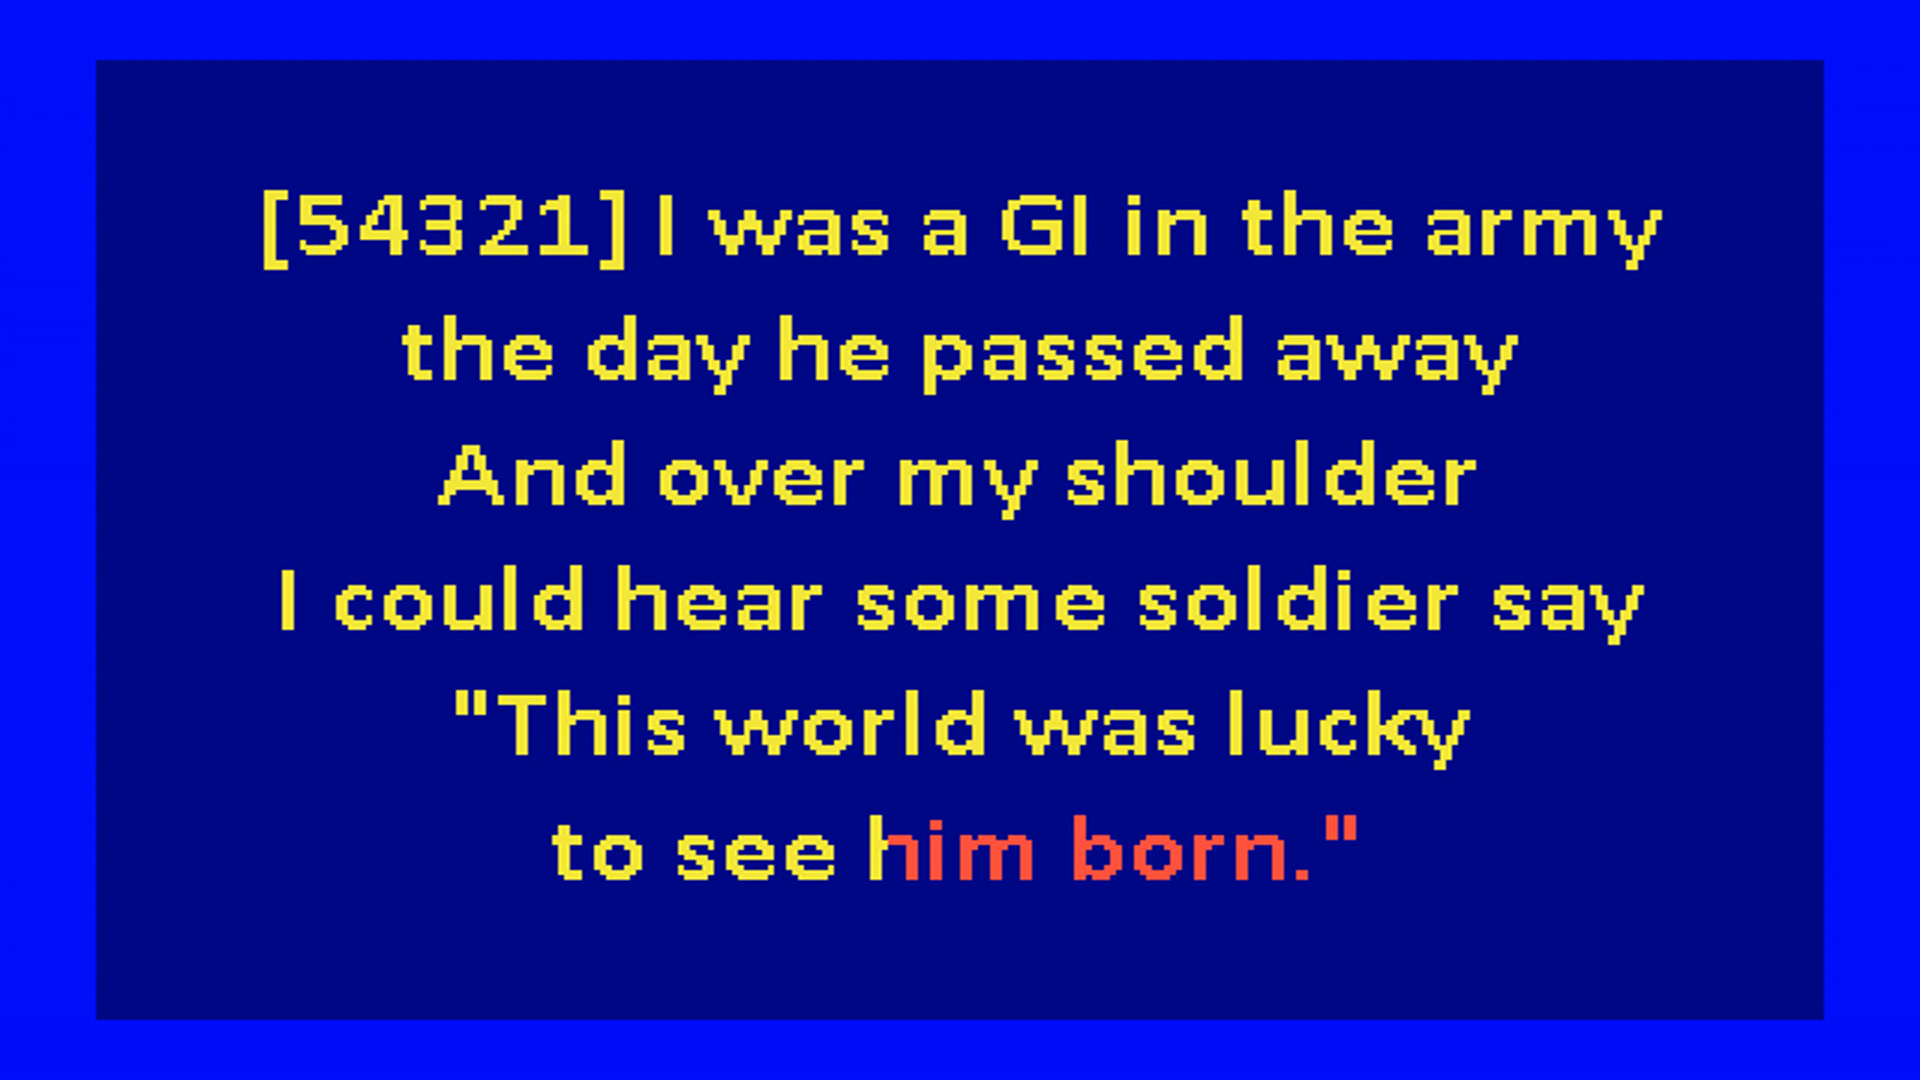 [54321] I was a GI in the army
the day he passed away
And over my shoulder
I could hear some soldier say
"This world was lucky
to see him born."